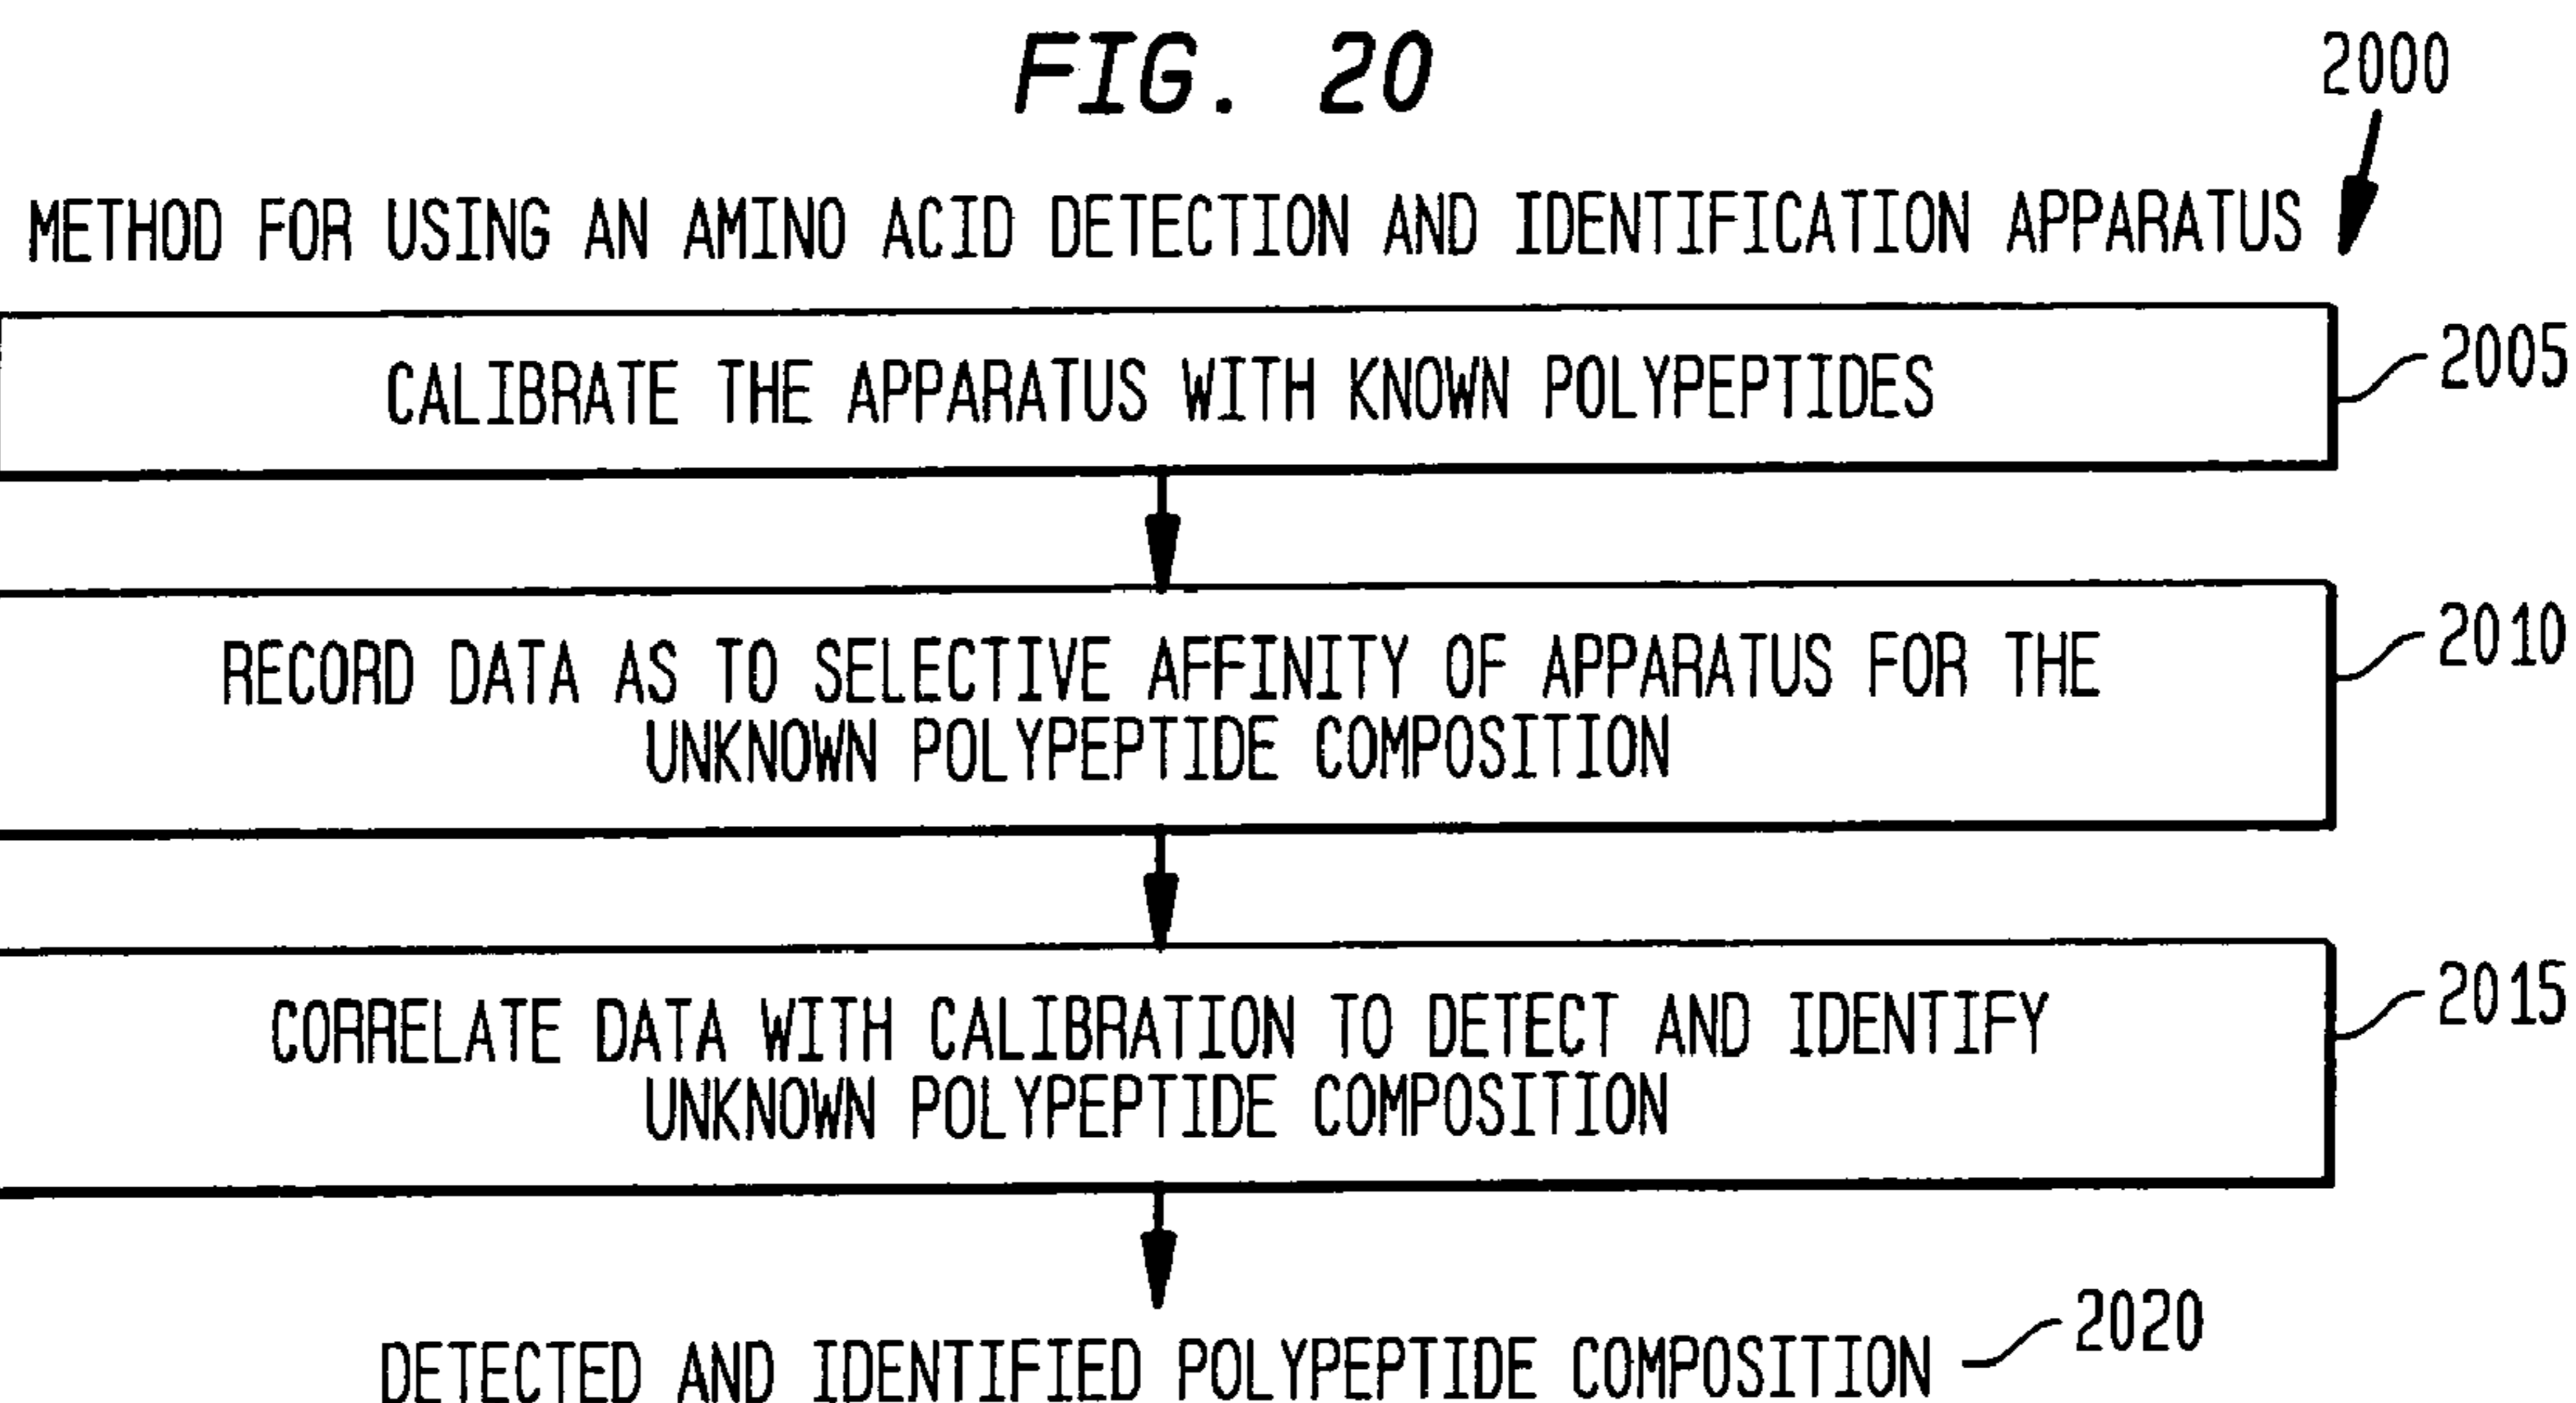 FIG. 20
2000
METHOD FOR USING AN AMINO ACID DETECTION AND IDENTIFICATION APPARATUS
CALIBRATE THE APPARATUS WITH KNOWN POLYPEPTIDES
2005
RECORD DATA AS TO SELECTIVE AFFINITY OF APPARATUS FOR THE
UNKNOWN POLYPEPTIDE COMPOSITION
2010
CORRELATE DATA WITH CALIBRATION TO DETECT AND IDENTIFY
UNKNOWN POLYPEPTIDE COMPOSITION
2015
DETECTED AND IDENTIFIED POLYPEPTIDE COMPOSITION
2020